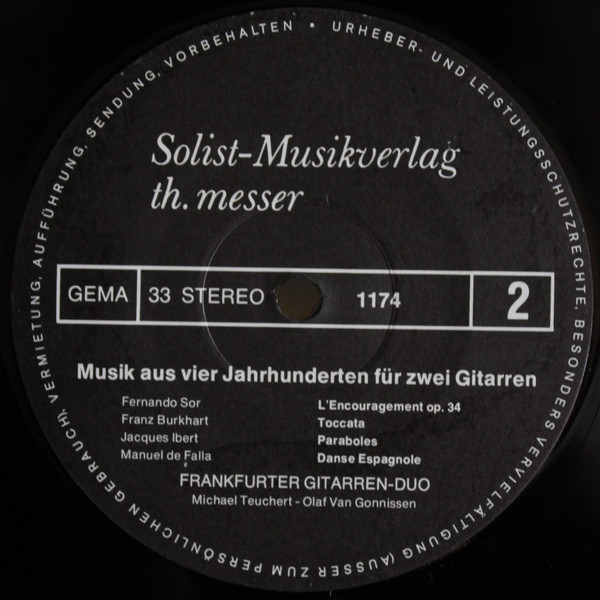 URHEBER- UND LEISTUNGSSCHUTZRECHTE, BESONDERS VERVIELFÄLTIGUNG (AUSSER ZUM PERSÖNLICHEN GEBRAUCH), VERMIETUNG, AUFFÜHRUNG, SENDUNG, VORBEHALTEN •
Solist-Musikverlag
th. messer
GEMA 33 STEREO 1174 2
Musik aus vier Jahrhunderten für zwei Gitarren
Fernando Sor L'Encouragement op. 34
Franz Burkhart Toccata
Jacques Ibert Paraboles
Manuel de Falla Danse Espagnole
FRANKFURTER GITARREN-DUO
Michael Teuchert - Olaf Van Gonnissen